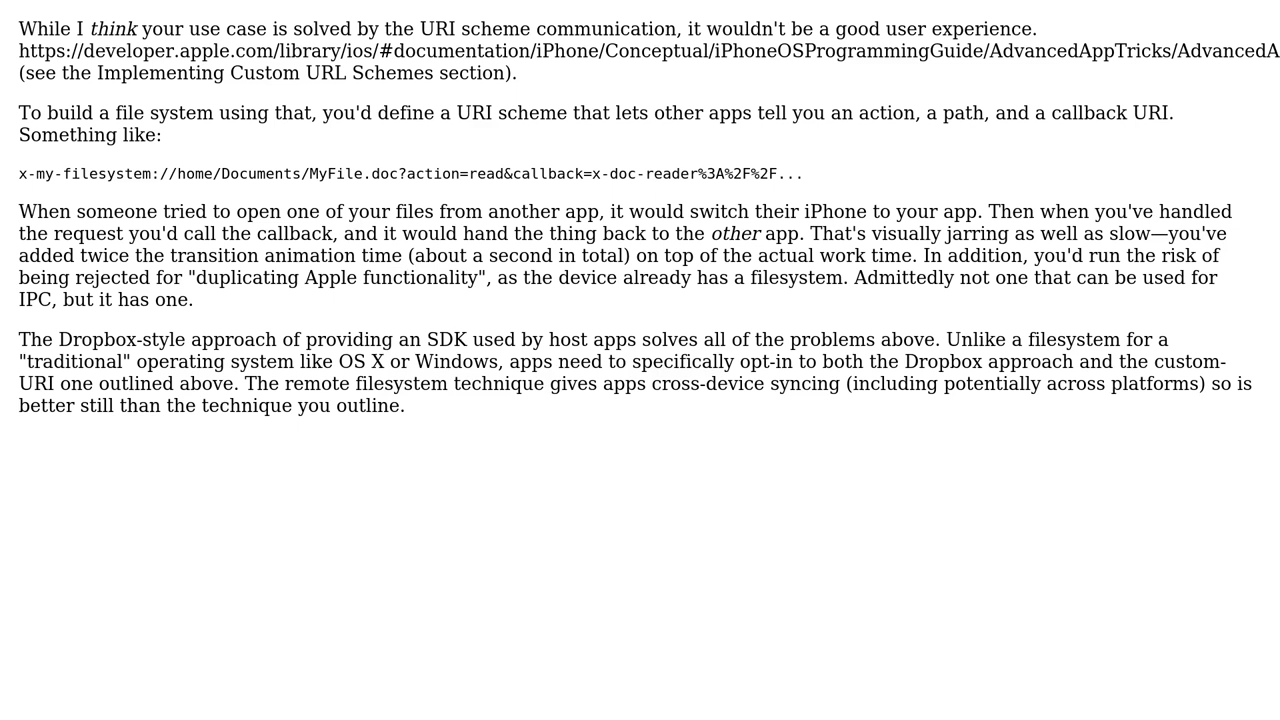 While I think your use case is solved by the URI scheme communication, it wouldn't be a good user experience.
https://developer.apple.com/library/ios/#documentation/iPhone/Conceptual/iPhoneOSProgrammingGuide/AdvancedAppTricks/AdvancedA
(see the Implementing Custom URL Schemes section).
To build a file system using that, you'd define a URI scheme that lets other apps tell you an action, a path, and a callback URI.
Something like:
x-my-filesystem://home/Documents/MyFile.doc?action=read&callback=x-doc-reader%3A%2F%2F...
When someone tried to open one of your files from another app, it would switch their iPhone to your app. Then when you've handled
the request you'd call the callback, and it would hand the thing back to the other app. That's visually jarring as well as slow—you've
added twice the transition animation time (about a second in total) on top of the actual work time. In addition, you'd run the risk of
being rejected for "duplicating Apple functionality", as the device already has a filesystem. Admittedly not one that can be used for
IPC, but it has one.
The Dropbox-style approach of providing an SDK used by host apps solves all of the problems above. Unlike a filesystem for a
"traditional" operating system like OS X or Windows, apps need to specifically opt-in to both the Dropbox approach and the custom-
URI one outlined above. The remote filesystem technique gives apps cross-device syncing (including potentially across platforms) so is
better still than the technique you outline.